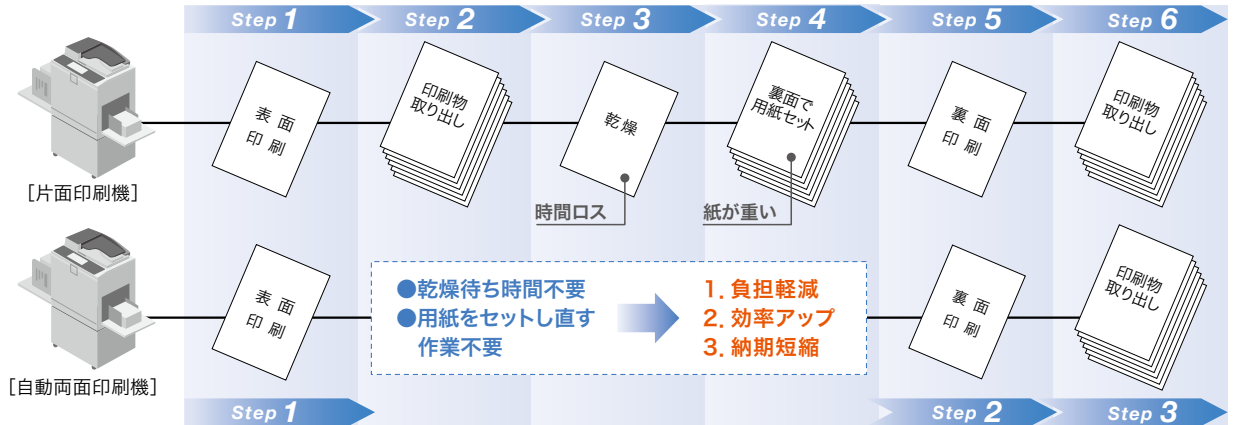 Step 1
Step 2
Step 3
Step 4
Step 5
Step 6
[片面印刷機]
表面
印刷
印刷物
取り出し
乾燥
時間ロス
裏面で
用紙セット
紙が重い
裏面
印刷
印刷物
取り出し
[自動両面印刷機]
表面
印刷
●乾燥待ち時間不要
●用紙をセットし直す
作業不要
1. 負担軽減
2. 効率アップ
3. 納期短縮
裏面
印刷
印刷物
取り出し
Step 1
Step 2
Step 3